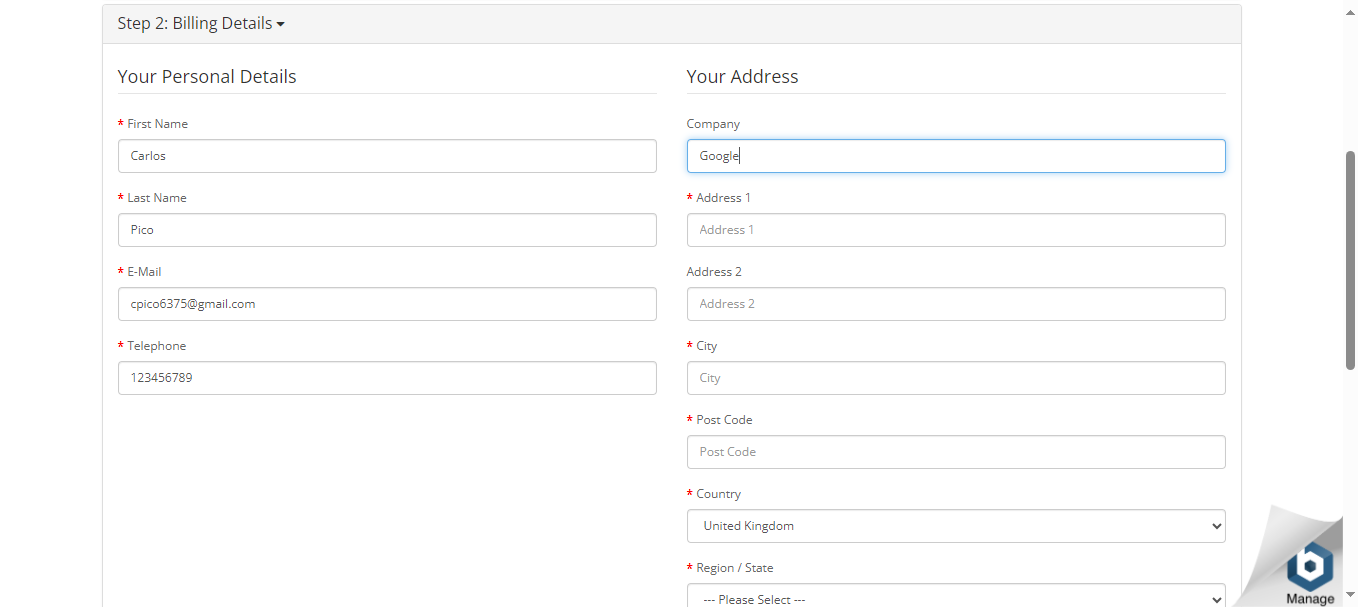 Step 2: Billing Details
Your Personal Details
* First Name
Carlos
* Last Name
Pico
* E-Mail
cpico6375@gmail.com
* Telephone
123456789
Your Address
Company
Google
* Address 1
Address 1
Address 2
Address 2
* City
City
* Post Code
Post Code
* Country
United Kingdom
* Region / State
--- Please Select ---
b
Manage